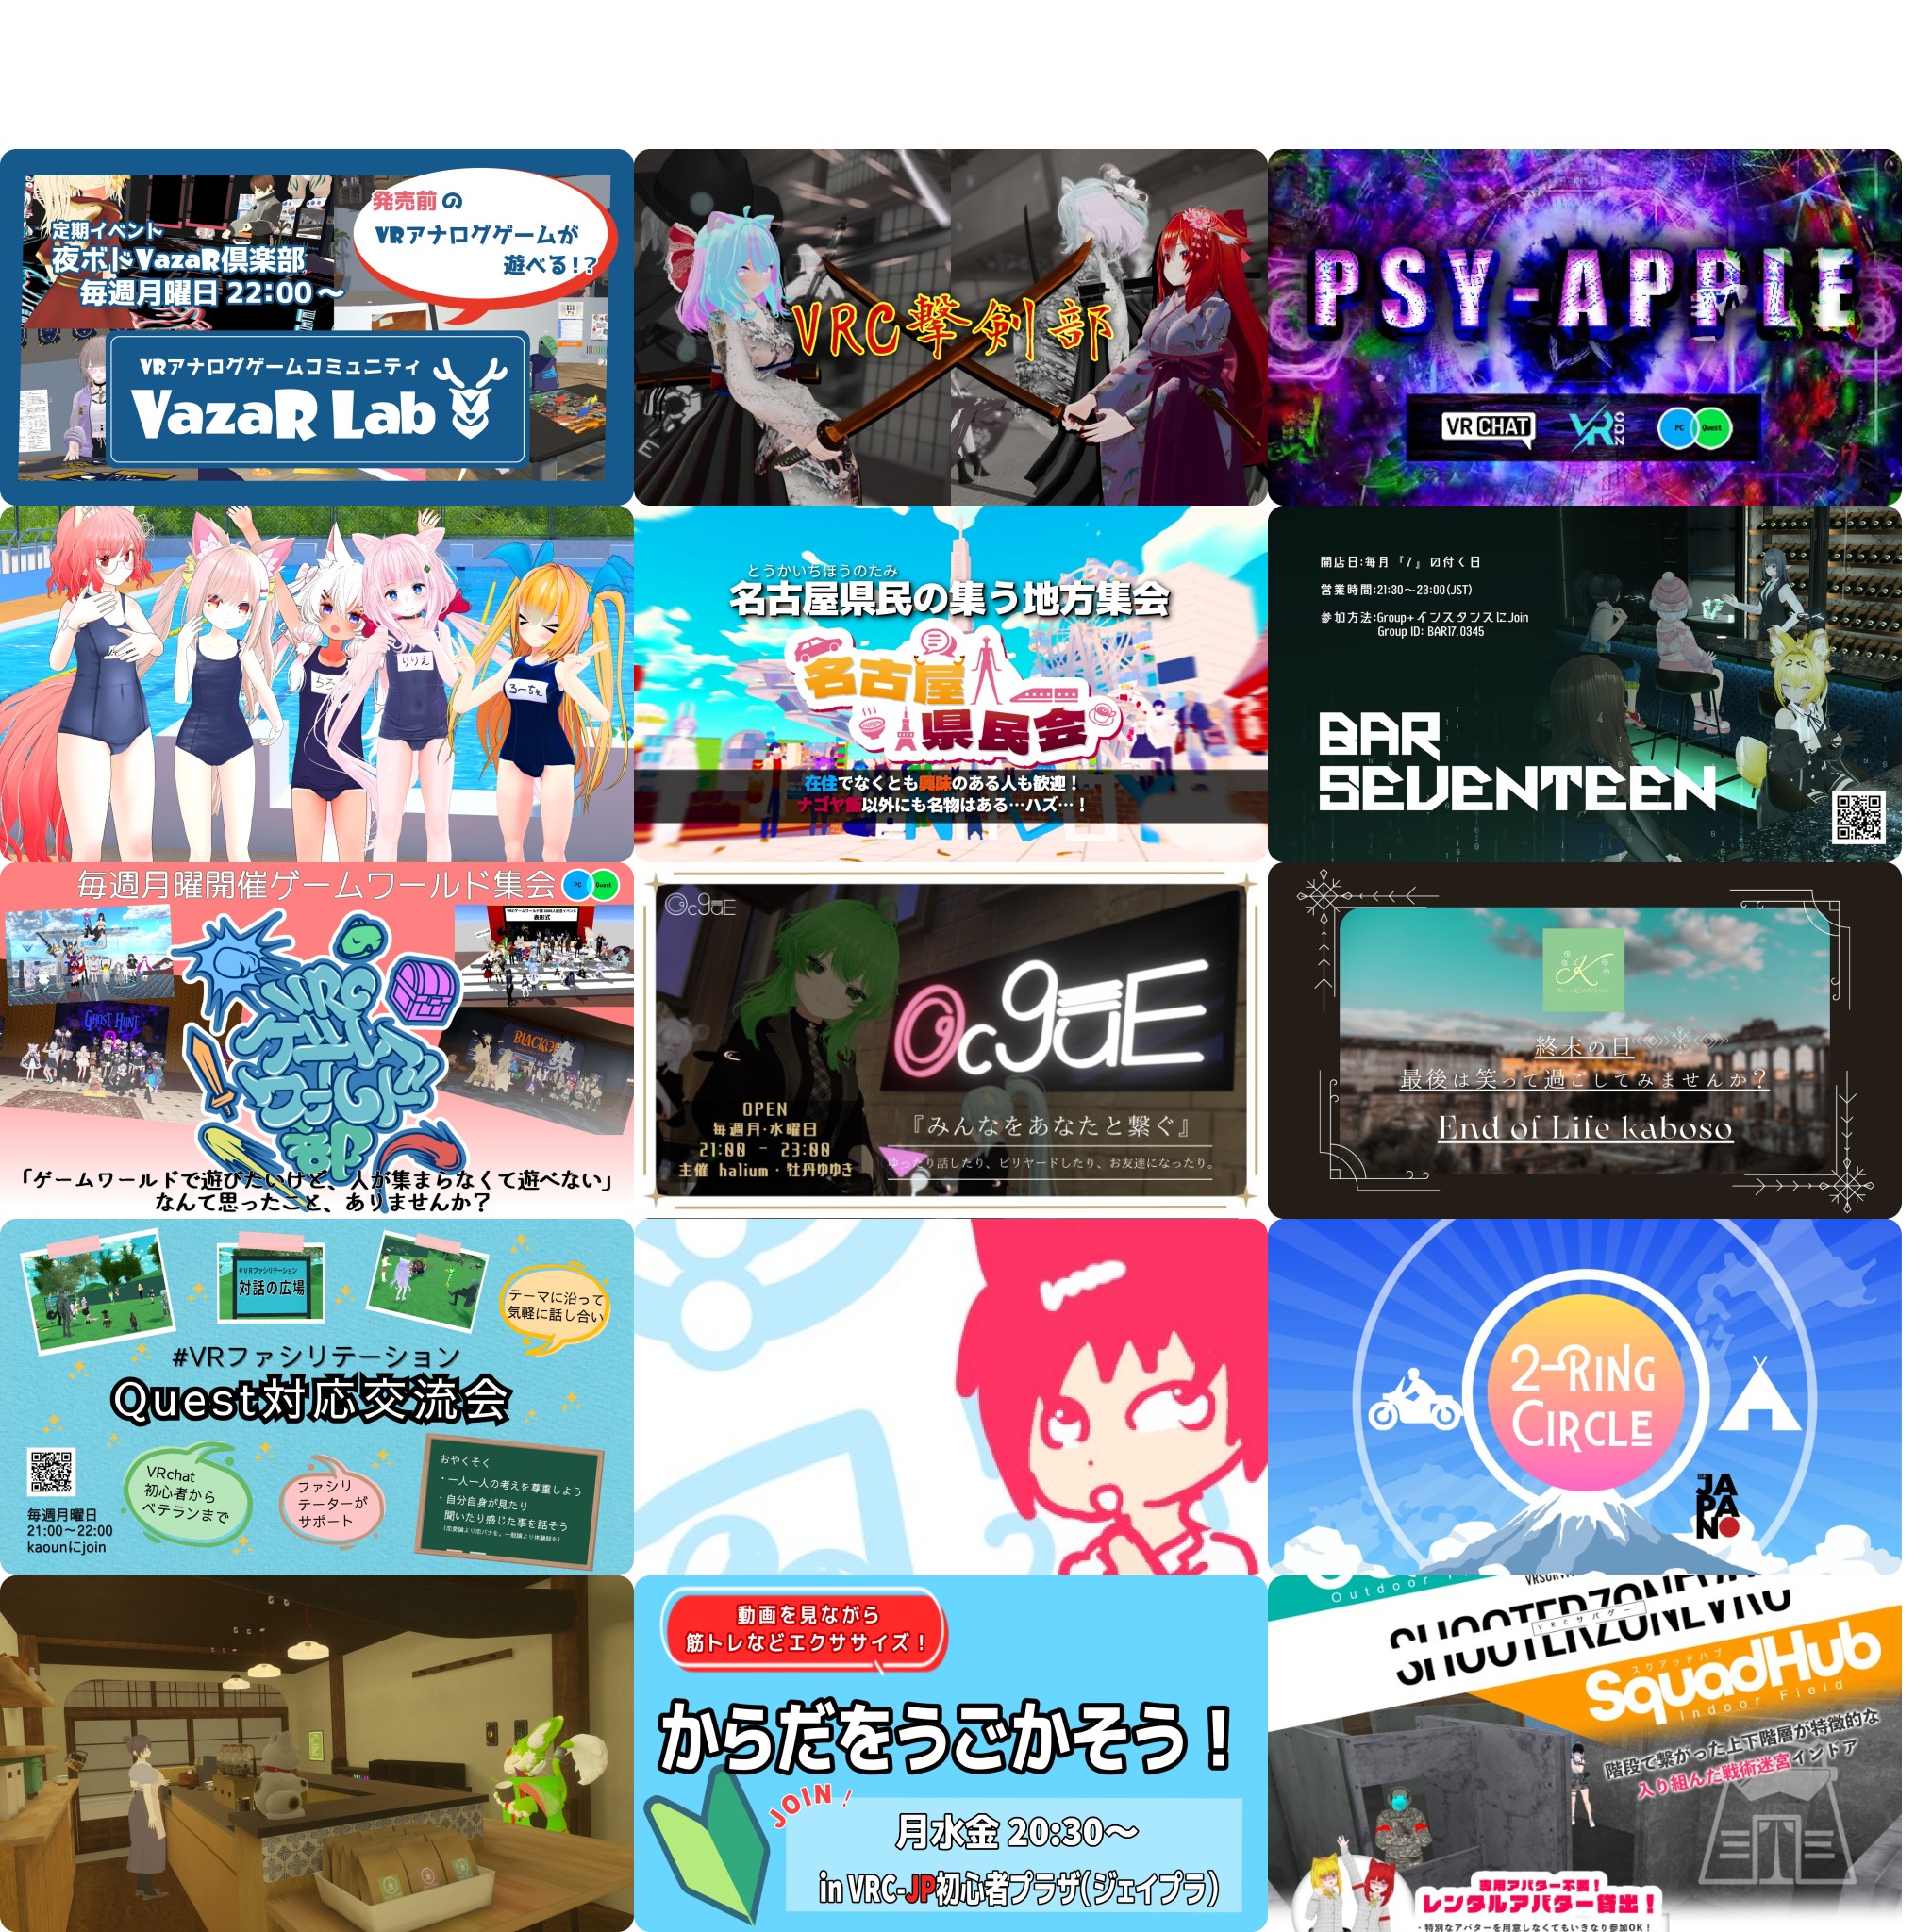 発売前の
VRアナログゲームが
遊べる!?
定期イベント
夜ボドVazaR倶楽部
毎週月曜日 22:00～
VRアナログゲームコミュニティ
VazaR Lab
VRC撃剣部
PSY-APPLE
VRCHAT
PC
Quest
りりえ
るーちぇ
とうかいちほうのたみ
名古屋県民の集う地方集会
名古屋
県民会
在住でなくとも興味のある人も歓迎！
ナゴヤ飯以外にも名物はある…ハズ…！
開店日:毎月『7』の付く日
営業時間:21:30～23:00(JST)
参加方法:Group+インスタンスにJoin
Group ID: BAR17.0345
BAR
SEVENTEEN
毎週月曜開催ゲームワールド集会
PC
Quest
表彰式
GHOST HUNT
VRC
ゲーム
ワールド
部
「ゲームワールドで遊びたいけど、人が集まらなくて遊べない」
なんて思ったこと、ありませんか？
OcguE
OcguE
OPEN
毎週月・水曜日
21:00 - 23:00
主催 halium・牡丹ゆゆき
『みんなをあなたと繋ぐ』
ゆったり話したり、ビリヤードしたり、お友達になったり。
終末の日
最後は笑って過ごしてみませんか？
End of Life kaboso
#VRファシリテーション
対話の広場
テーマに沿って
気軽に話し合い
#VRファシリテーション
Quest対応交流会
VRchat
初心者から
ベテランまで
ファシリ
テーターが
サポート
おやくそく
・一人一人の考えを尊重しよう
・自分自身が見たり
聞いたり感じた事を話そう
毎週月曜日
21:00～22:00
kaounにjoin
2-RING
CIRCLE
JA
PA
N
動画を見ながら
筋トレなどエクササイズ！
からだをうごかそう！
JOIN！
月水金 20:30～
in VRC-JP初心者プラザ(ジェイプラ)
Outdoor
SHOOTERZONEVRC
VRCサバゲー
スクアッドハブ
SquadHub
Indoor Field
階段で繋がった上下階層が特徴的な
入り組んだ戦術迷宮インドア
専用アバター不要！
レンタルアバター貸出！
・特別なアバターを用意しなくてもいきなり参加OK！